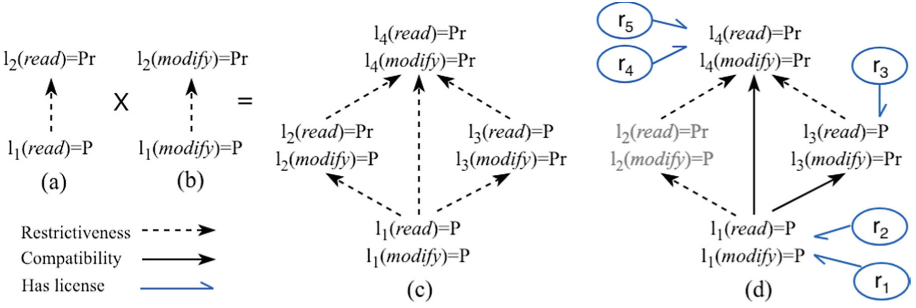 l2(read)=Pr
l1(read)=P
(a)
X
l2(modify)=Pr
l1(modify)=P
(b)
=
Restrictiveness
Compatibility
Has license
l4(read)=Pr
l4(modify)=Pr
l2(read)=Pr
l2(modify)=P
l3(read)=P
l3(modify)=Pr
l1(read)=P
l1(modify)=P
(c)
r5
r4
l4(read)=Pr
l4(modify)=Pr
r3
l2(read)=Pr
l2(modify)=P
l3(read)=P
l3(modify)=Pr
l1(read)=P
l1(modify)=P
r2
r1
(d)